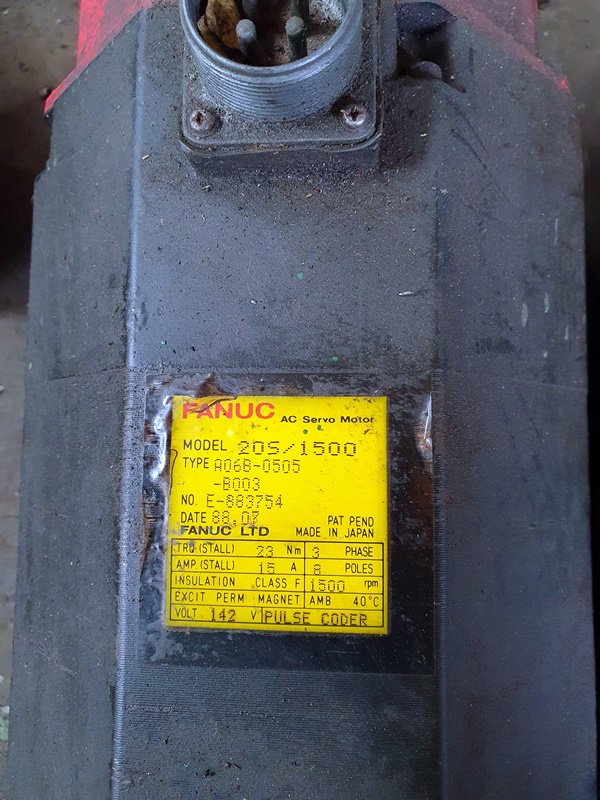 FANUC AC Servo Motor
MODEL 20S/1500
TYPE A06B-0505
-B003
NO. E-883754
DATE 88.07 PAT PEND
FANUC LTD MADE IN JAPAN
TRQ.(STALL) 23 Nm 3 PHASE
AMP.(STALL) 15 A 8 POLES
INSULATION CLASS F 1500 rpm
EXCIT PERM MAGNET AMB 40°C
VOLT. 142 V PULSE CODER